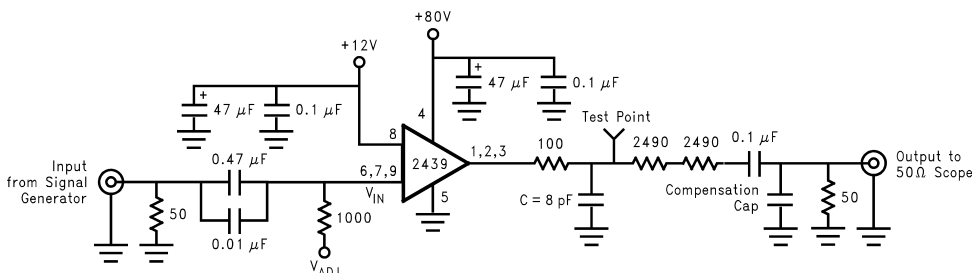 +80V
+12V
+
47 μF
0.1 μF
+
47 μF
0.1 μF
4
Test Point
8
2439
1,2,3
100
2490
2490
0.1 μF
Input
from Signal
Generator
0.47 μF
6,7,9
VIN
5
C = 8 pF
Compensation
Cap
50
Output to
50Ω Scope
50
0.01 μF
1000
VADJ